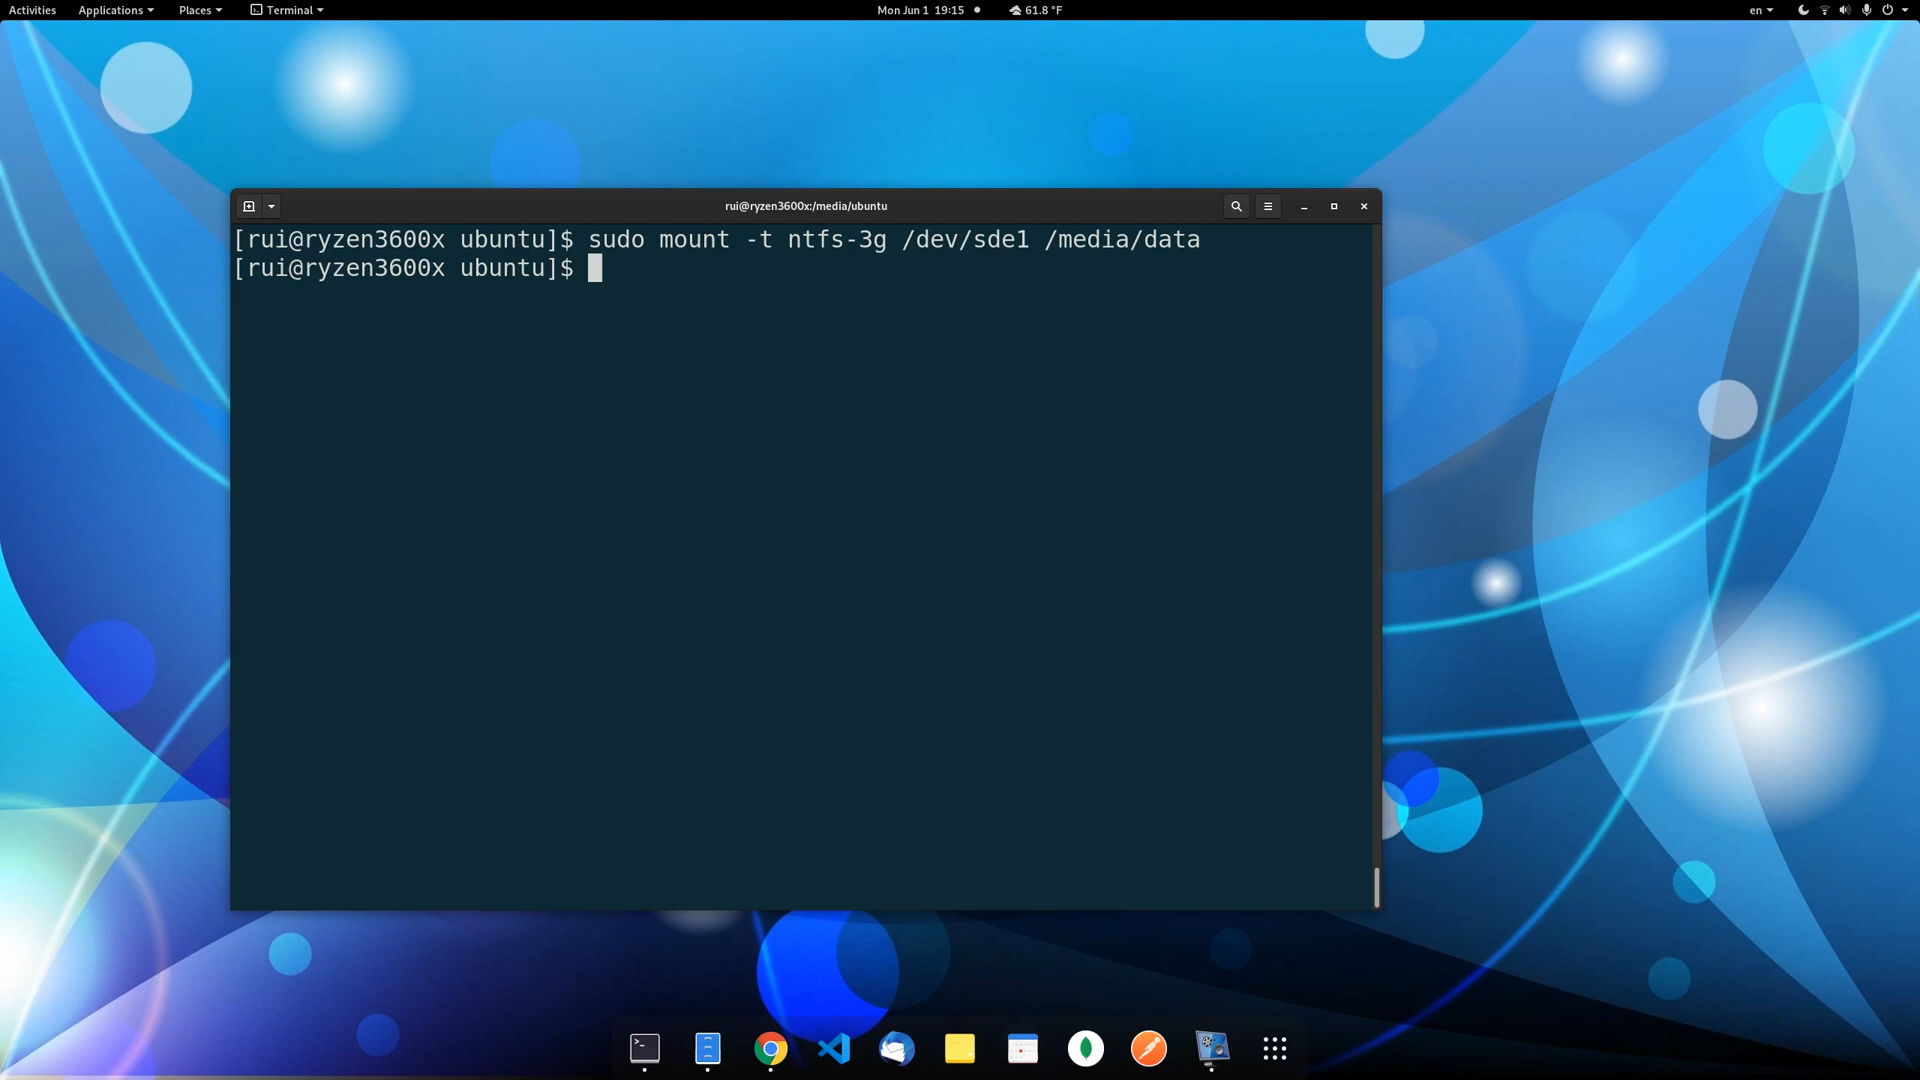 Activities Applications Places Terminal Mon Jun 1 19:15 61.8 °F en
rui@ryzen3600x:/media/ubuntu
[rui@ryzen3600x ubuntu]$ sudo mount -t ntfs-3g /dev/sde1 /media/data
[rui@ryzen3600x ubuntu]$